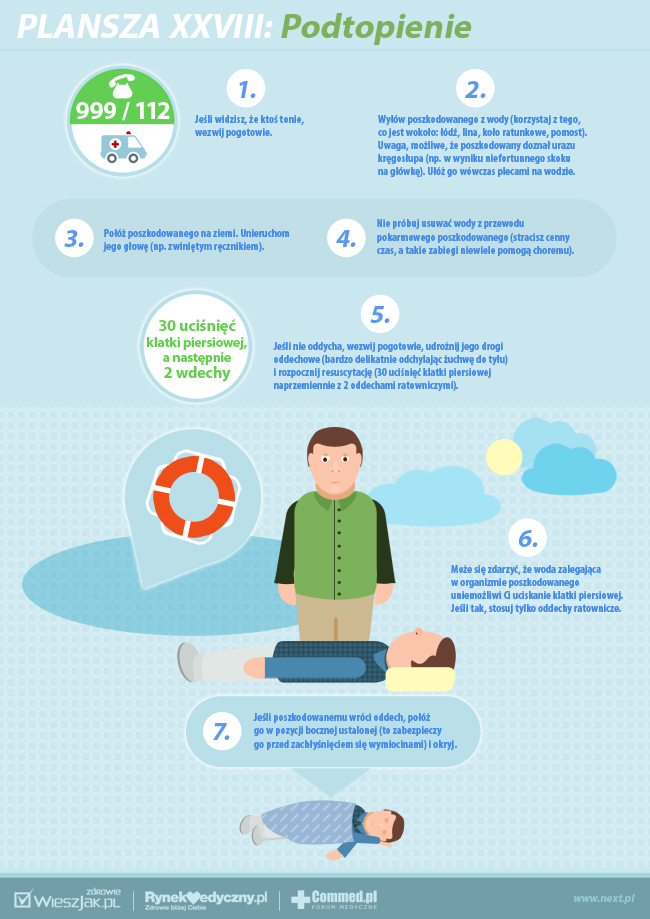 PLANSZA XXVIII: Podtopienie
999 / 112
1.
Jeśli widzisz, że ktoś tonie,
wezwij pogotowie.
2.
Wyłów poszkodowanego z wody (korzystaj z tego,
co jest wokoło: łódź, lina, koło ratunkowe, pomost).
Uwaga, możliwe, że poszkodowany doznał urazu
kręgosłupa (np. w wyniku niefortunnego skoku
na główkę). Ułóż go wówczas plecami na wodzie.
3.
Położ poszkodowanego na ziemi. Unieruchom
jego głowę (np. zwiniętym ręcznikiem).
4.
Nie próbuj usuwać wody z przewodu
pokarmowego poszkodowanego (stracisz cenny
czas, a takie zabiegi niewiele pomogą choremu).
30 uciśnięć
klatki piersiowej,
a następnie
2 wdechy
5.
Jeśli nie oddycha, wezwij pogotowie, udrożnij jego drogi
oddechowe (bardzo delikatnie odchylając żuchwę do tyłu)
i rozpocznij resuscytację (30 uciśnięć klatki piersiowej
naprzemiennie z 2 oddechami ratowniczymi).
6.
Może się zdarzyć, że woda zalegająca
w organizmie poszkodowanego
uniemożliwi Ci uciskanie klatki piersiowej.
Jeśli tak, stosuj tylko oddechy ratownicze.
7.
Jeśli poszkodowanemu wróci oddech, połóż
go w pozycji bocznej ustalonej (to zabezpieczy
go przed zachłyśnięciem się wymiocinami) i okryj.
ZDROWIE
WIESZJAK.PL
RynekMedyczny.pl
Zdrowie bliżej Ciebie
Commed.pl
FORUM MEDYCZNE
www.next.pl